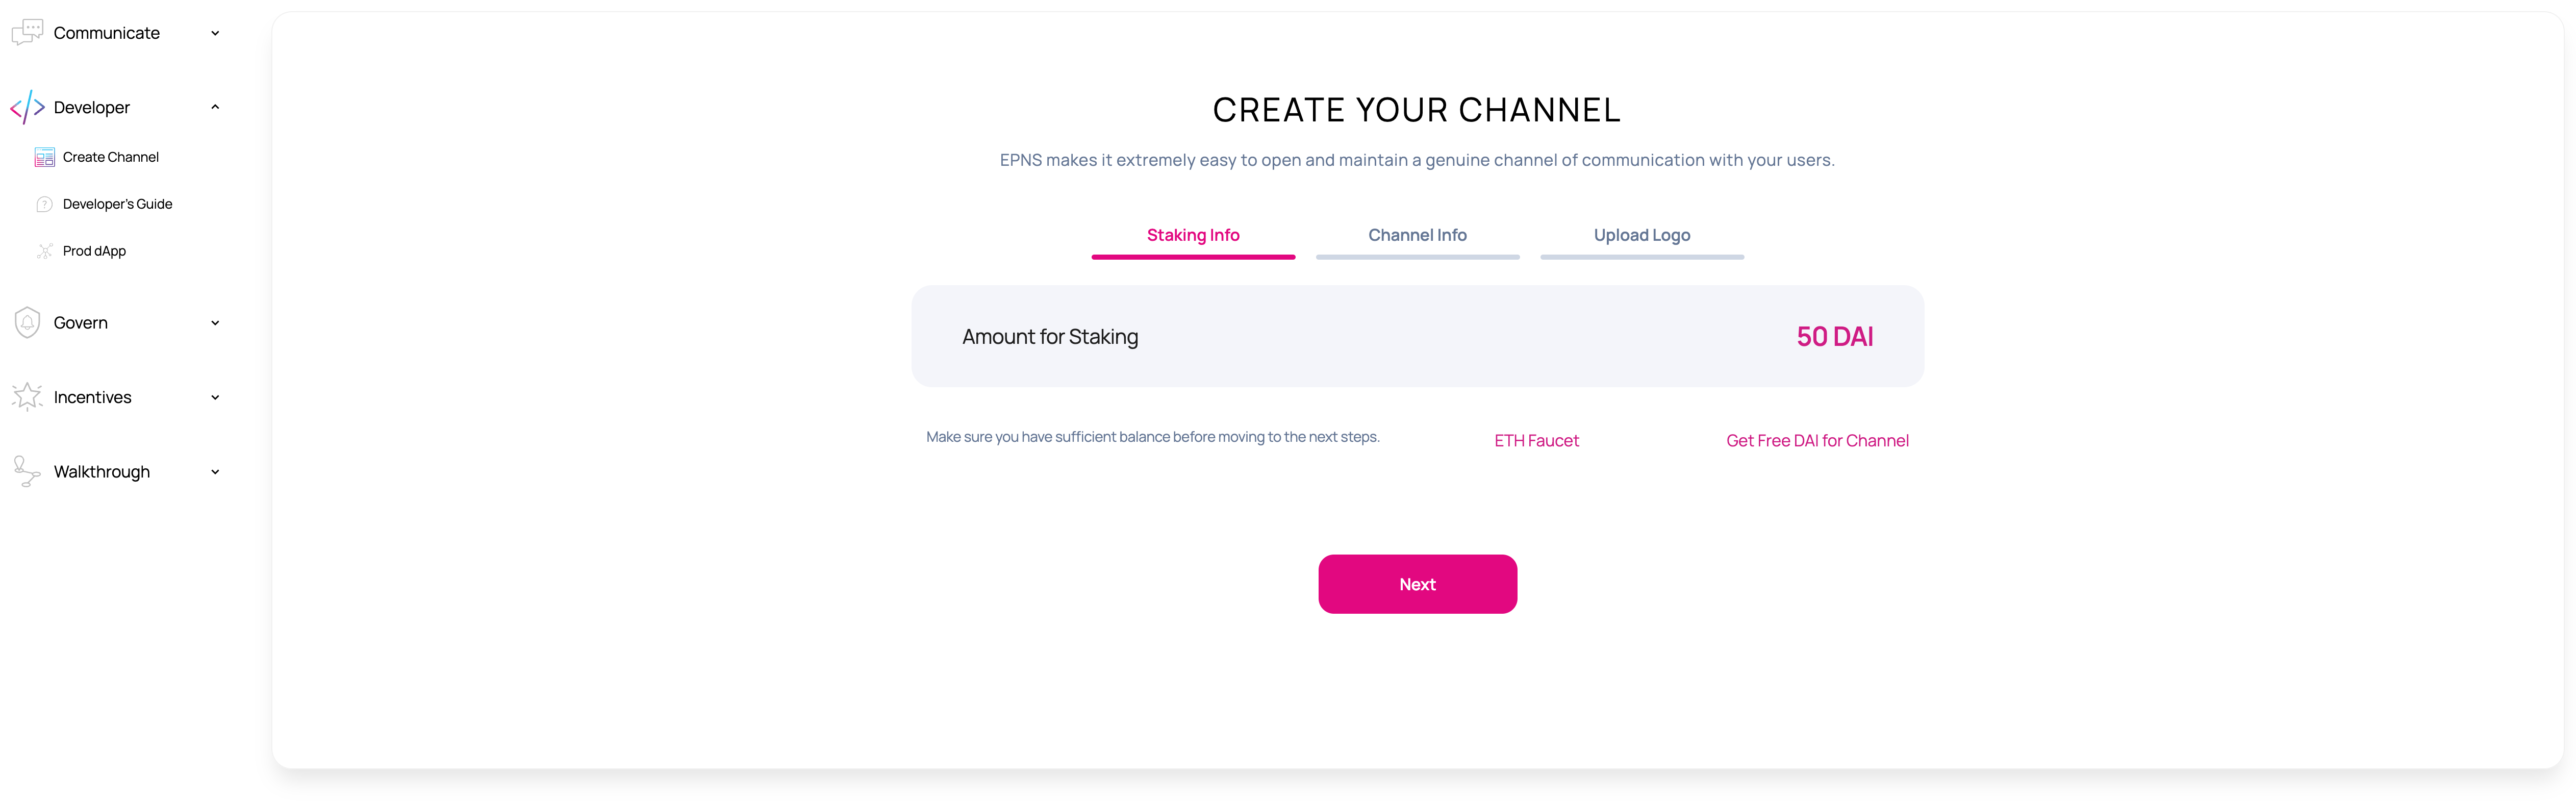 Communicate
Developer
Create Channel
Developer's Guide
Prod dApp
Govern
Incentives
Walkthrough
CREATE YOUR CHANNEL
EPNS makes it extremely easy to open and maintain a genuine channel of communication with your users.
Staking Info
Channel Info
Upload Logo
Amount for Staking
50 DAI
Make sure you have sufficient balance before moving to the next steps.
ETH Faucet
Get Free DAI for Channel
Next